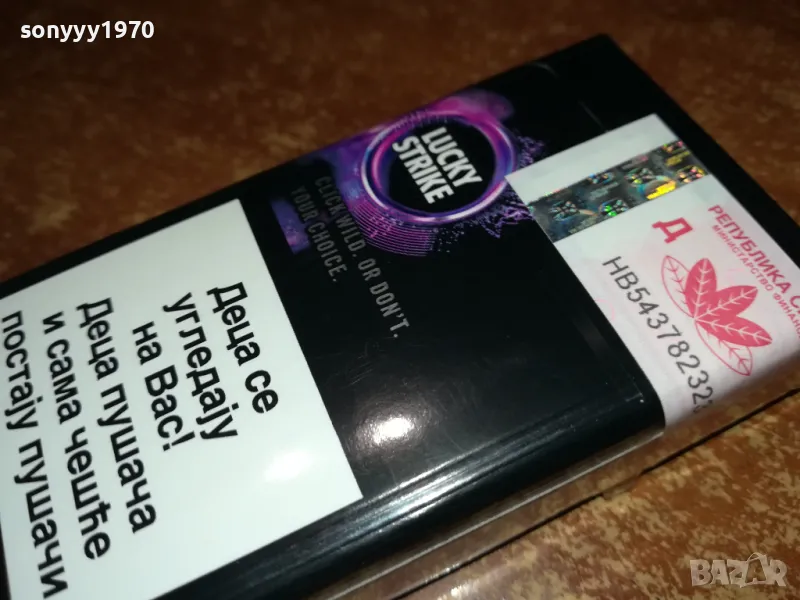 sonyyy1970
LUCKY
STRIKE
CLICK WILD. OR DON'T.
YOUR CHOICE.
Деца се
угледају
на Вас!
Деца пушача
и сама чешће
постају пушачи
РЕПУБЛИКА С
МИНИСТАРСТВО ФИНАН
Д
НВ54378232
BAZAR